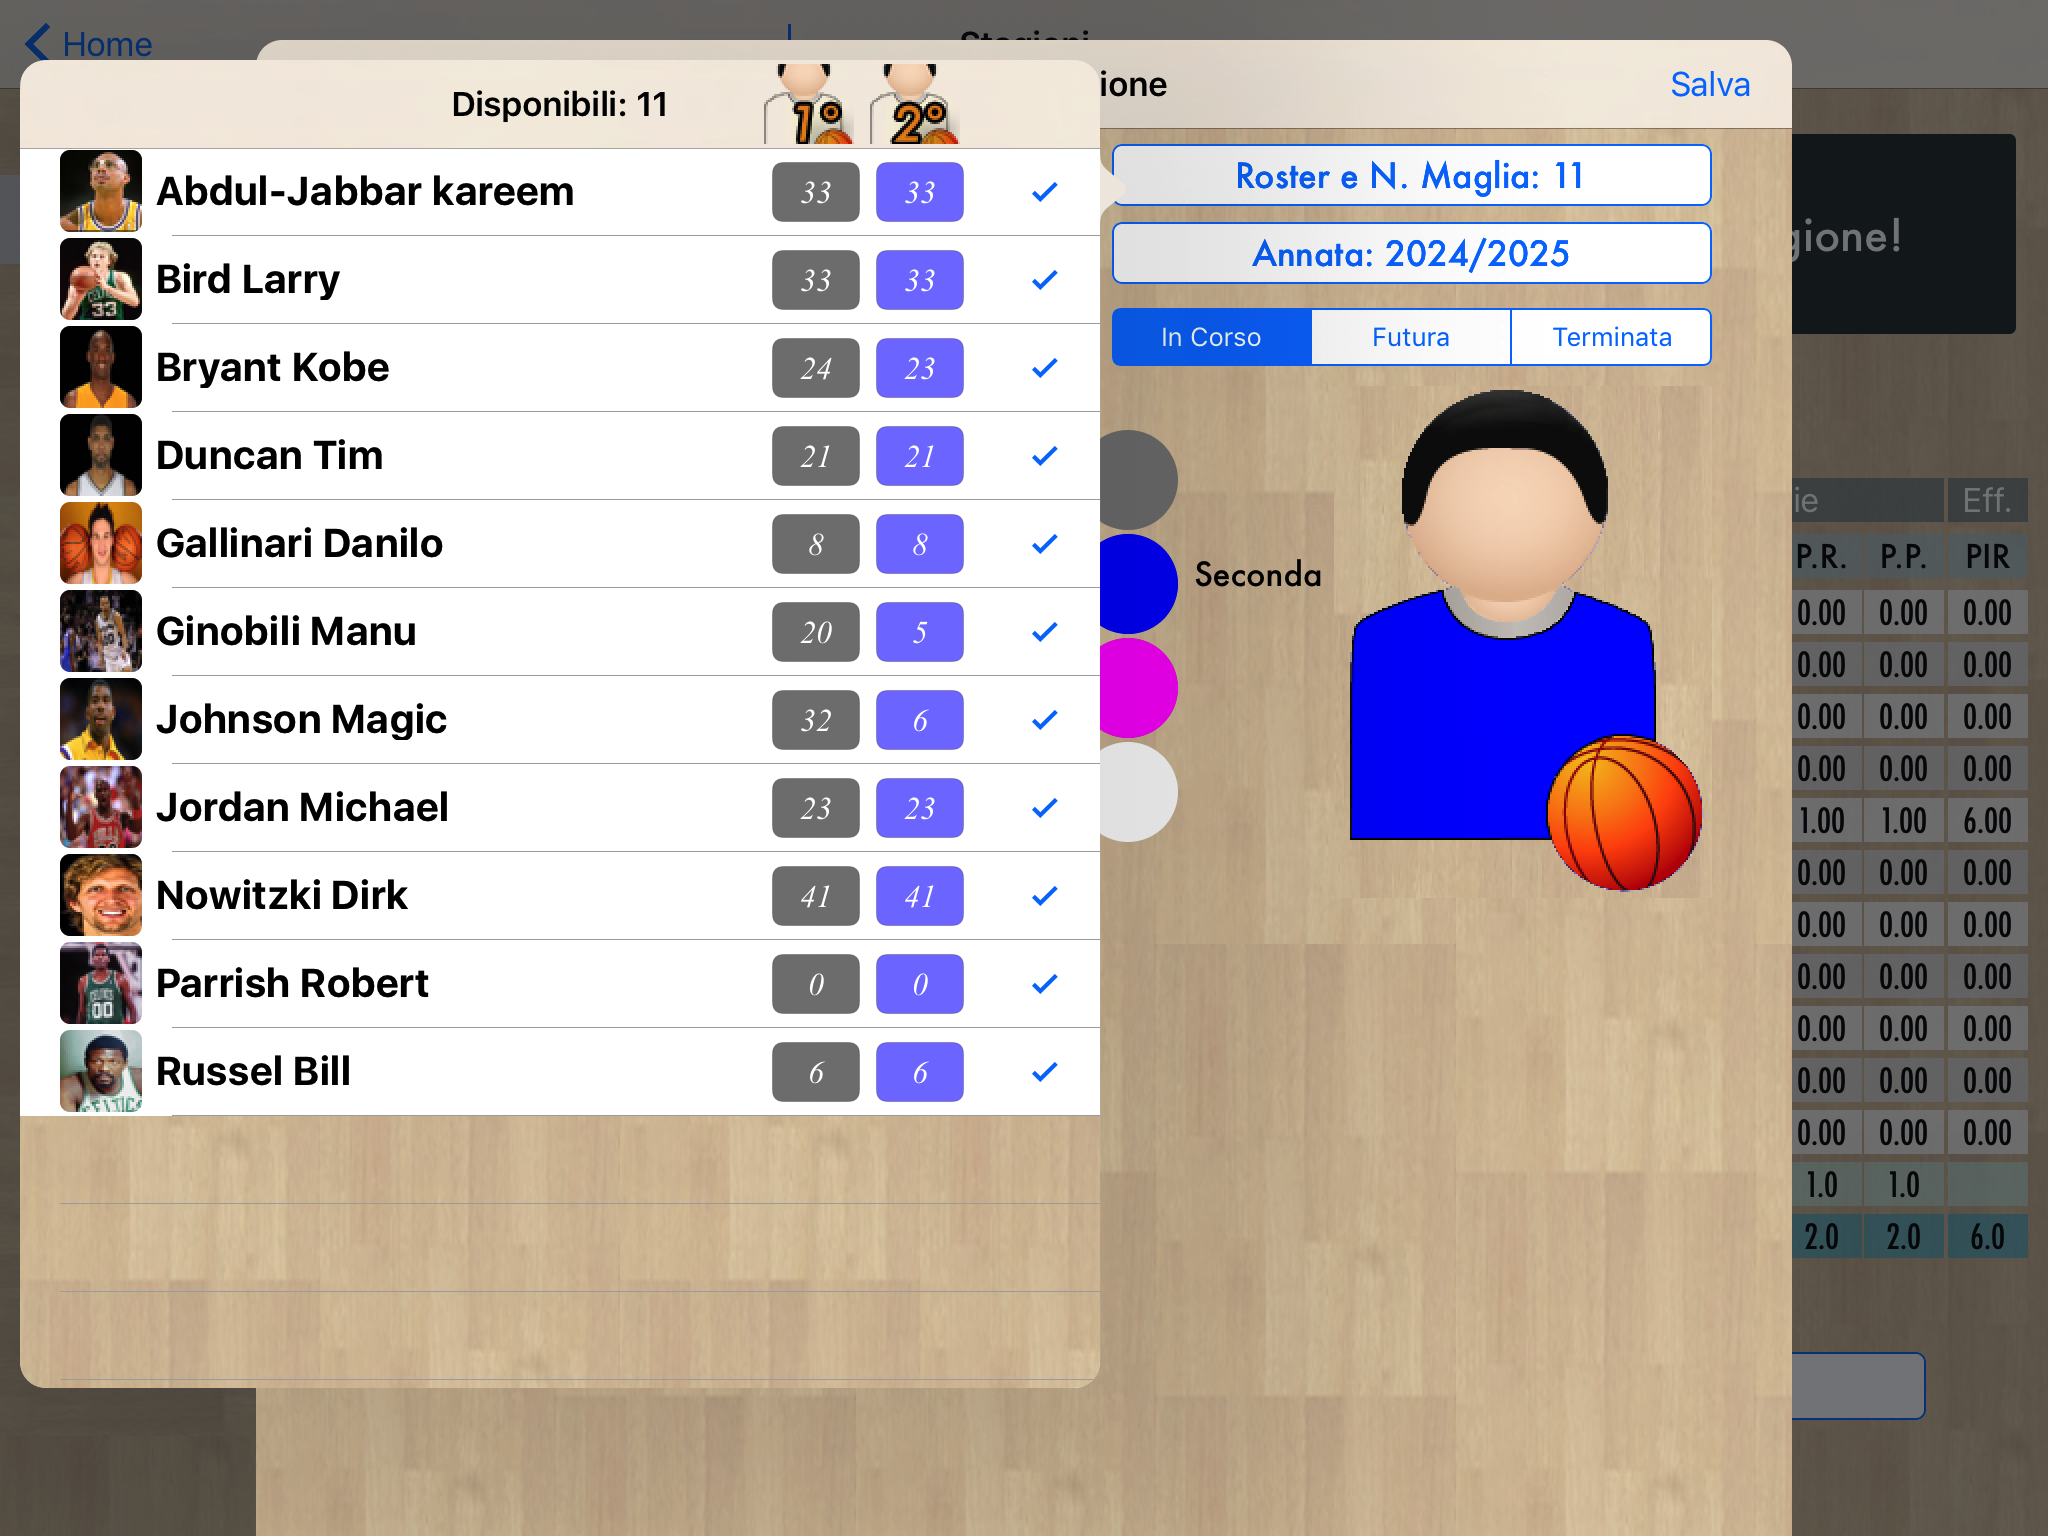 Home
Stagioni
Disponibili: 11
1°
2°
ione
Salva
Abdul-Jabbar kareem 33 33
Bird Larry 33 33
Bryant Kobe 24 23
Duncan Tim 21 21
Gallinari Danilo 8 8
Ginobili Manu 20 5
Johnson Magic 32 6
Jordan Michael 23 23
Nowitzki Dirk 41 41
Parrish Robert 0 0
Russel Bill 6 6
Roster e N. Maglia: 11
Annata: 2024/2025
In Corso Futura Terminata
Seconda
gione!
ie Eff.
P.R. P.P. PIR
0.00 0.00 0.00
0.00 0.00 0.00
0.00 0.00 0.00
0.00 0.00 0.00
1.00 1.00 6.00
0.00 0.00 0.00
0.00 0.00 0.00
0.00 0.00 0.00
0.00 0.00 0.00
0.00 0.00 0.00
0.00 0.00 0.00
1.0 1.0
2.0 2.0 6.0